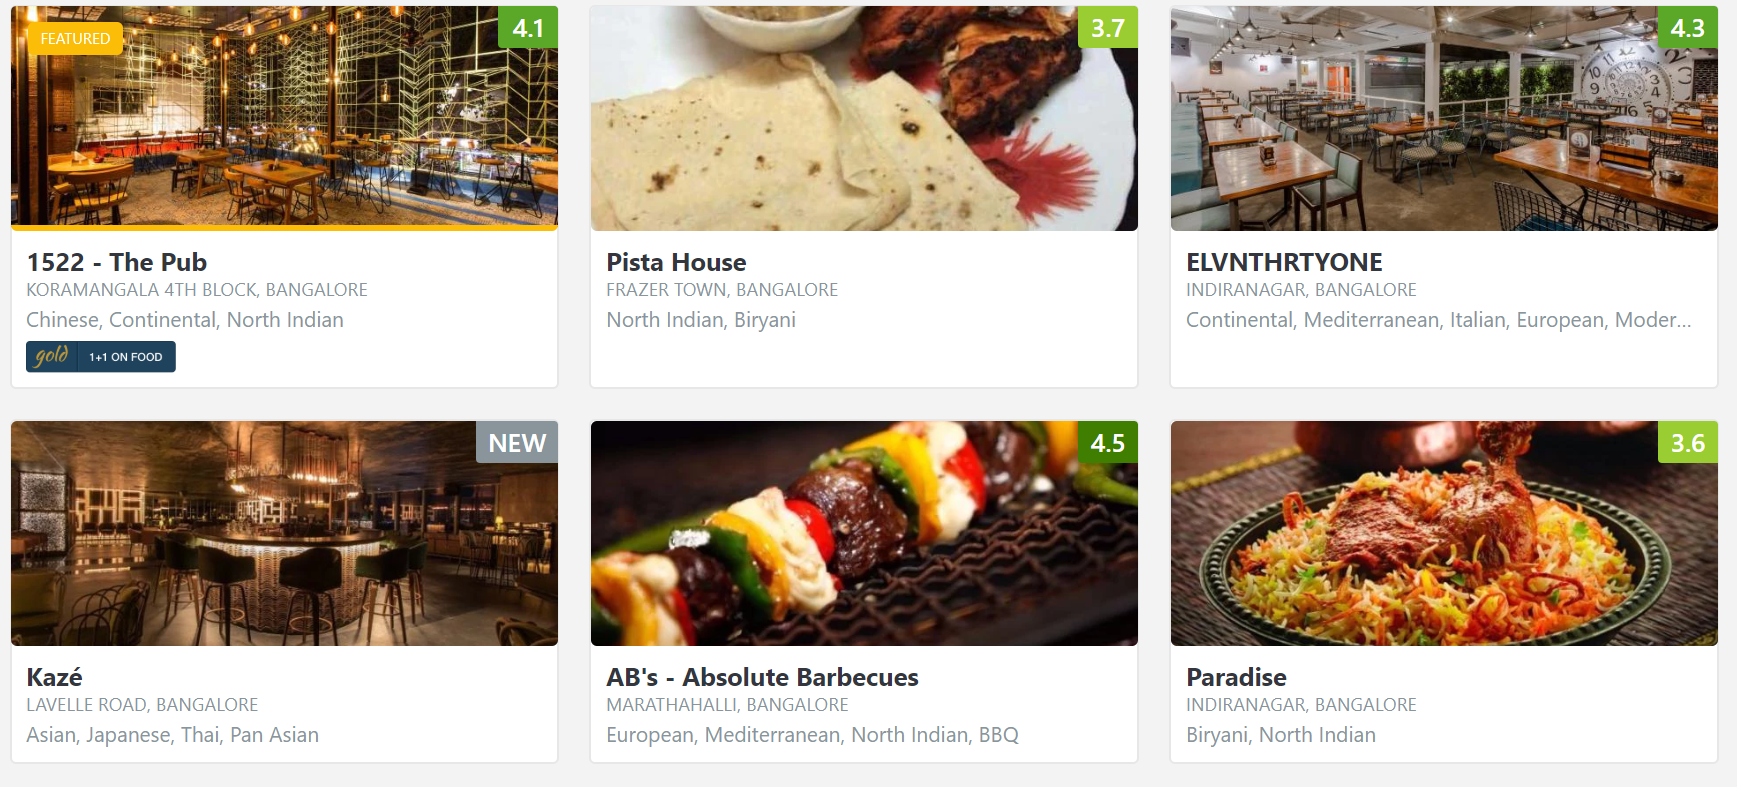 FEATURED
4.1
1522 - The Pub
KORAMANGALA 4TH BLOCK, BANGALORE
Chinese, Continental, North Indian
gold 1+1 ON FOOD
3.7
Pista House
FRAZER TOWN, BANGALORE
North Indian, Biryani
4.3
ELVNTHRTYONE
INDIRANAGAR, BANGALORE
Continental, Mediterranean, Italian, European, Moder...
NEW
Kazé
LAVELLE ROAD, BANGALORE
Asian, Japanese, Thai, Pan Asian
4.5
AB's - Absolute Barbecues
MARATHAHALLI, BANGALORE
European, Mediterranean, North Indian, BBQ
3.6
Paradise
INDIRANAGAR, BANGALORE
Biryani, North Indian